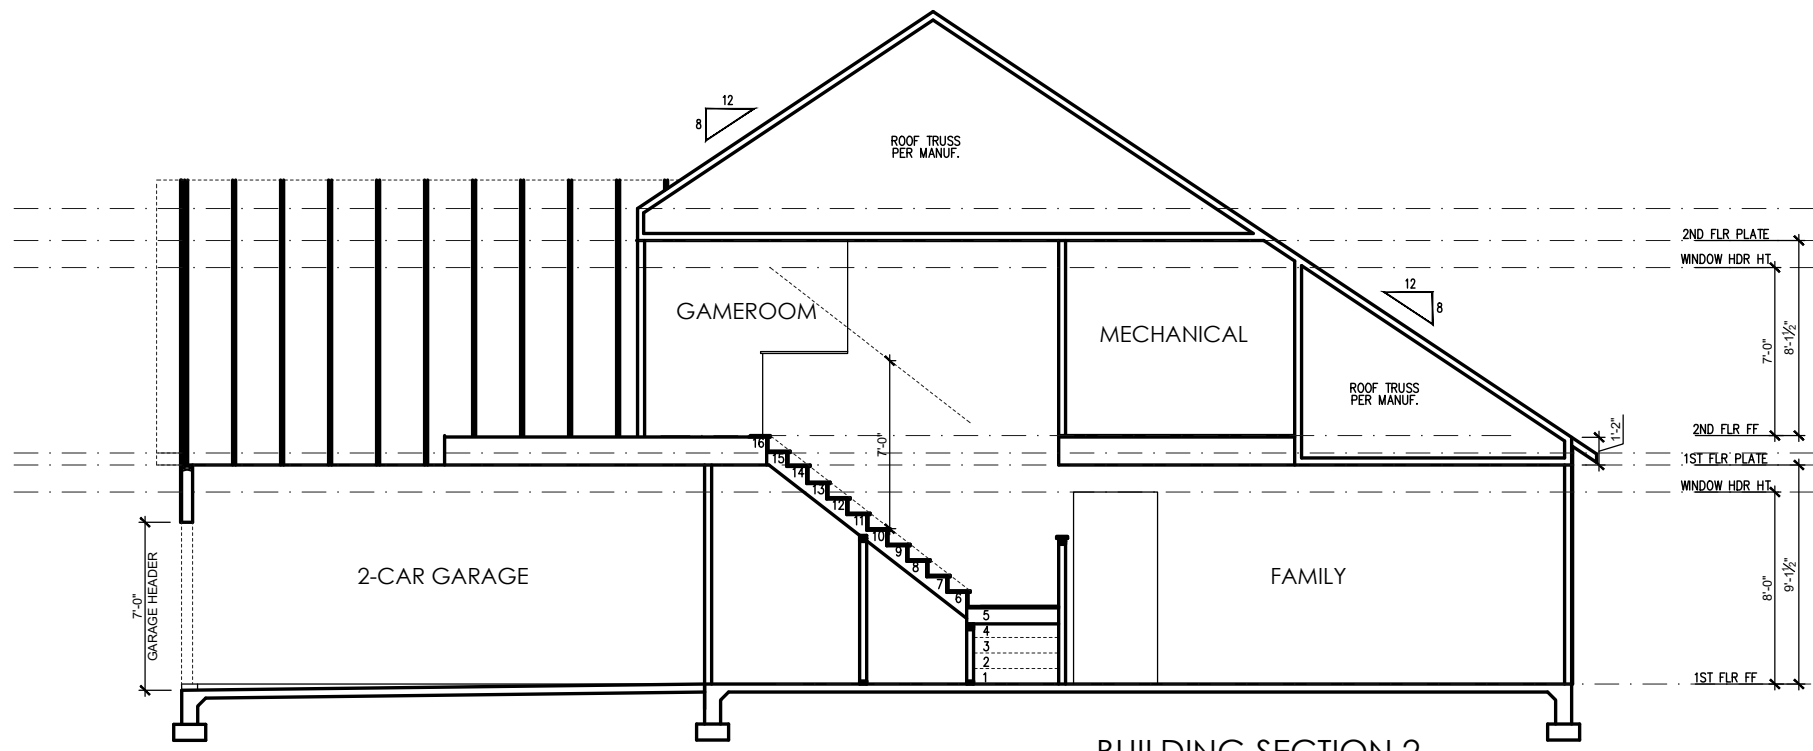 12
8
ROOF TRUSS
PER MANUF.
2ND FLR PLATE
WINDOW HDR HT
12
8
GAMEROOM
MECHANICAL
7'-0"
8'-1½"
ROOF TRUSS
PER MANUF.
1'-2"
2ND FLR FF
7'-0"
1ST FLR PLATE
WINDOW HDR HT
16
15
14
13
12
11
10
9
8
7
6
5
4
3
2
1
7'-0"
GARAGE HEADER
2-CAR GARAGE
FAMILY
8'-0"
9'-1½"
1ST FLR FF
BUILDING SECTION 2